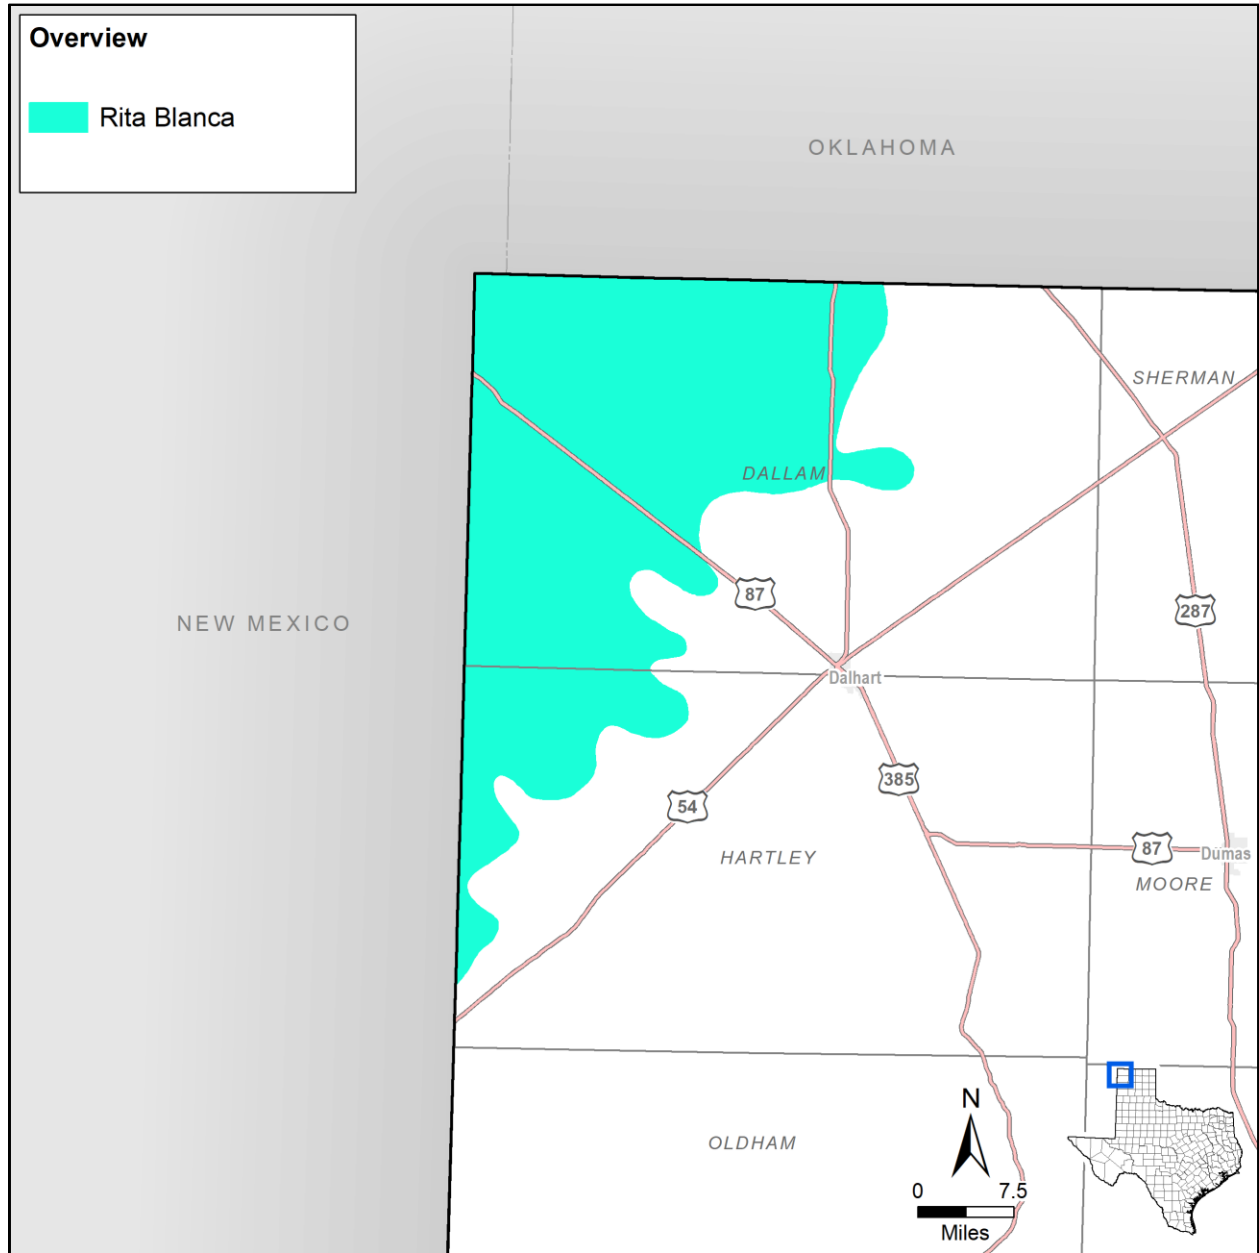 Overview
Rita Blanca
OKLAHOMA
SHERMAN
DALLAM
87
287
NEW MEXICO
Dalhart
385
54
87
Dumas
HARTLEY
MOORE
N
OLDHAM
0 7.5
Miles